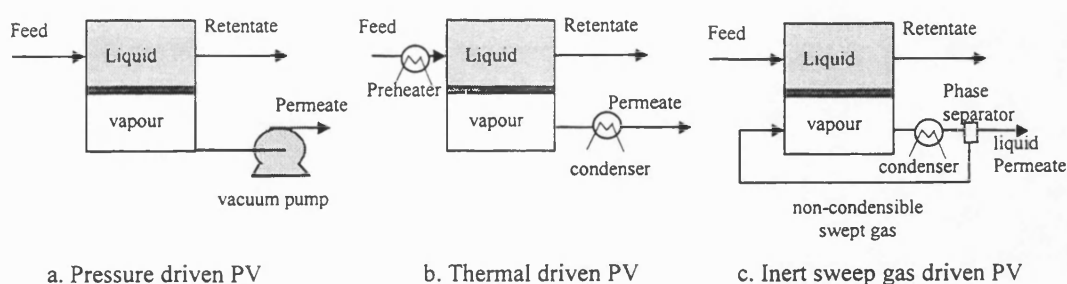 Feed
Retentate
Liquid
vapour
Permeate
vacuum pump
a. Pressure driven PV
Feed
Retentate
Preheater
Liquid
vapour
Permeate
condenser
b. Thermal driven PV
Feed
Retentate
Liquid
vapour
Phase
separator
condenser
liquid
Permeate
non-condensible
swept gas
c. Inert sweep gas driven PV